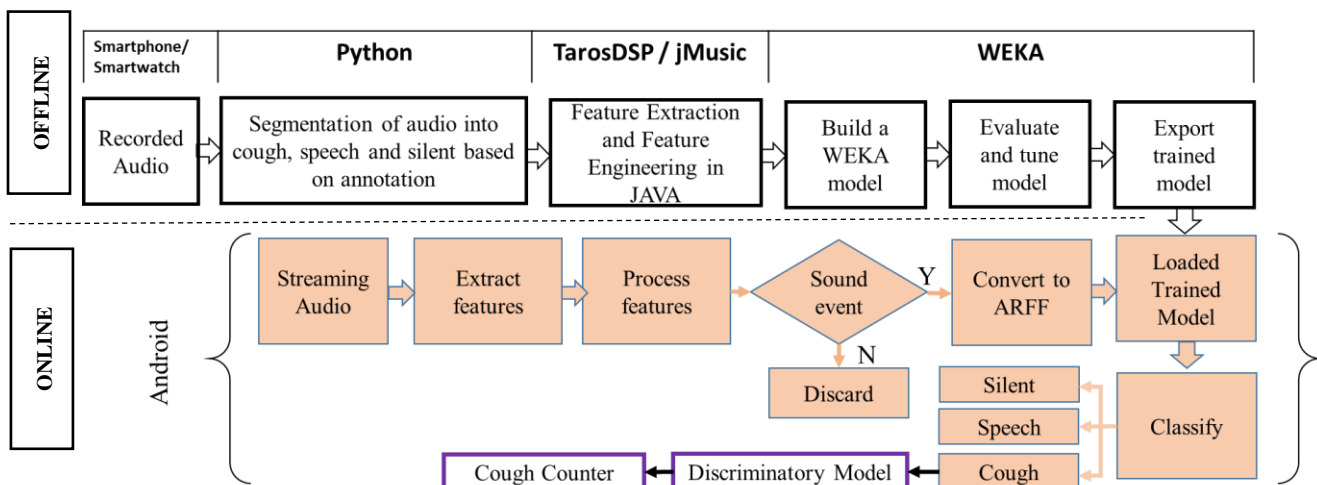 OFFLINE
Smartphone/
Smartwatch
Python
TarosDSP / jMusic
WEKA
Recorded
Audio
Segmentation of audio into
cough, speech and silent based
on annotation
Feature Extraction
and Feature
Engineering in
JAVA
Build a
WEKA
model
Evaluate
and tune
model
Export
trained
model
ONLINE
Android
Streaming
Audio
Extract
features
Process
features
Sound
event
Y
N
Discard
Convert to
ARFF
Loaded
Trained
Model
Classify
Silent
Speech
Cough
Discriminatory Model
Cough Counter